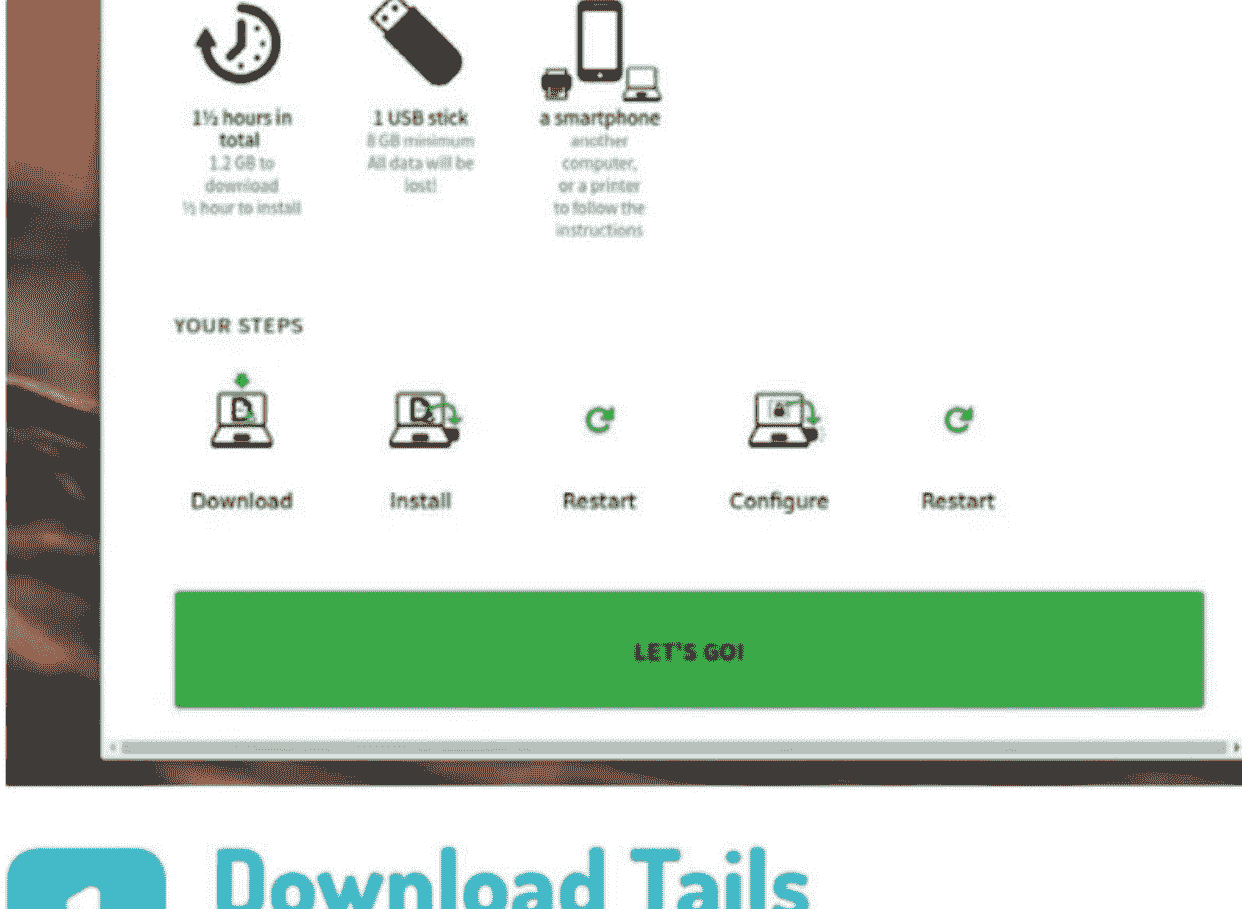 1½ hours in
total
1.2 GB to
download
½ hour to install
1 USB stick
8 GB minimum
All data will be
lost!
a smartphone
another
computer,
or a printer
to follow the
instructions
YOUR STEPS
Download
Install
Restart
Configure
Restart
LET'S GO!
1
Download Tails